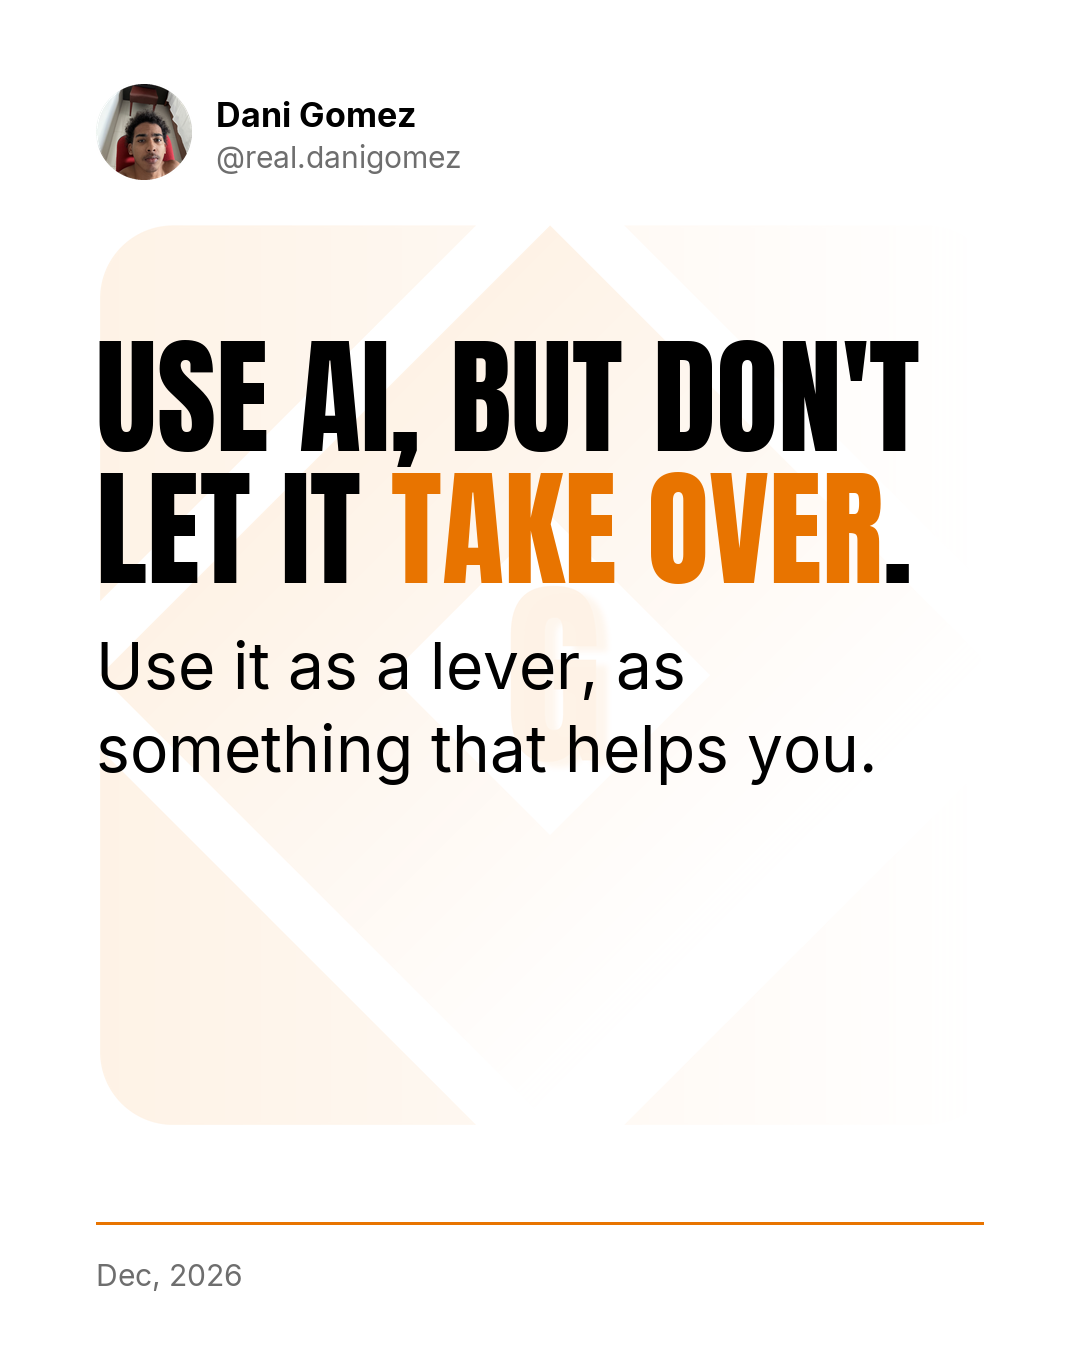 Dani Gomez
@real.danigomez
USE AI, BUT DON'T
LET IT TAKE OVER.
G
Use it as a lever, as
something that helps you.
Dec, 2026